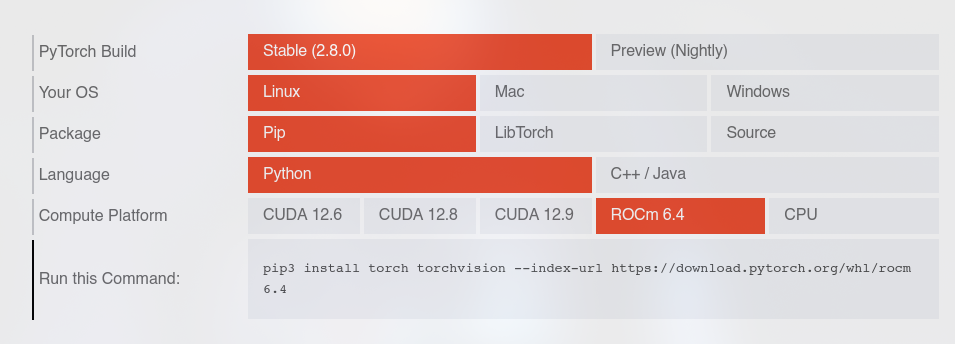 PyTorch Build Stable (2.8.0) Preview (Nightly)
Your OS Linux Mac Windows
Package Pip LibTorch Source
Language Python C++ / Java
Compute Platform CUDA 12.6 CUDA 12.8 CUDA 12.9 ROCm 6.4 CPU
Run this Command: pip3 install torch torchvision --index-url https://download.pytorch.org/whl/rocm
6.4